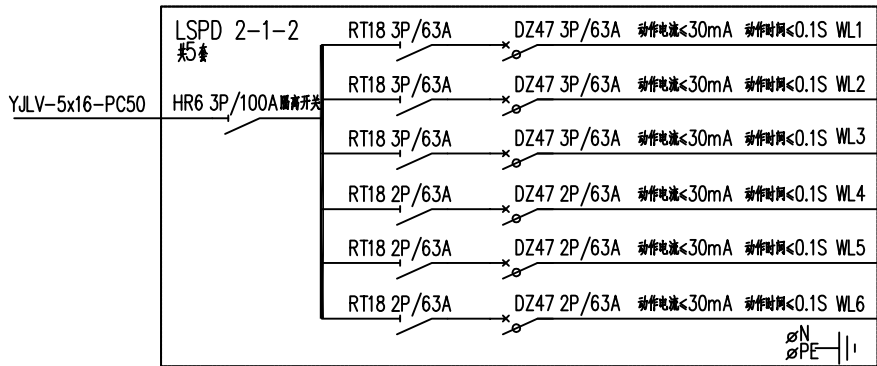 LSPD 2-1-2
共5套
YJLV-5x16-PC50
HR6 3P/100A隔离开关
RT18 3P/63A DZ47 3P/63A 动作电流≤30mA 动作时间≤0.1S WL1
RT18 3P/63A DZ47 3P/63A 动作电流≤30mA 动作时间≤0.1S WL2
RT18 3P/63A DZ47 3P/63A 动作电流≤30mA 动作时间≤0.1S WL3
RT18 2P/63A DZ47 2P/63A 动作电流≤30mA 动作时间≤0.1S WL4
RT18 2P/63A DZ47 2P/63A 动作电流≤30mA 动作时间≤0.1S WL5
RT18 2P/63A DZ47 2P/63A 动作电流≤30mA 动作时间≤0.1S WL6
N
PE